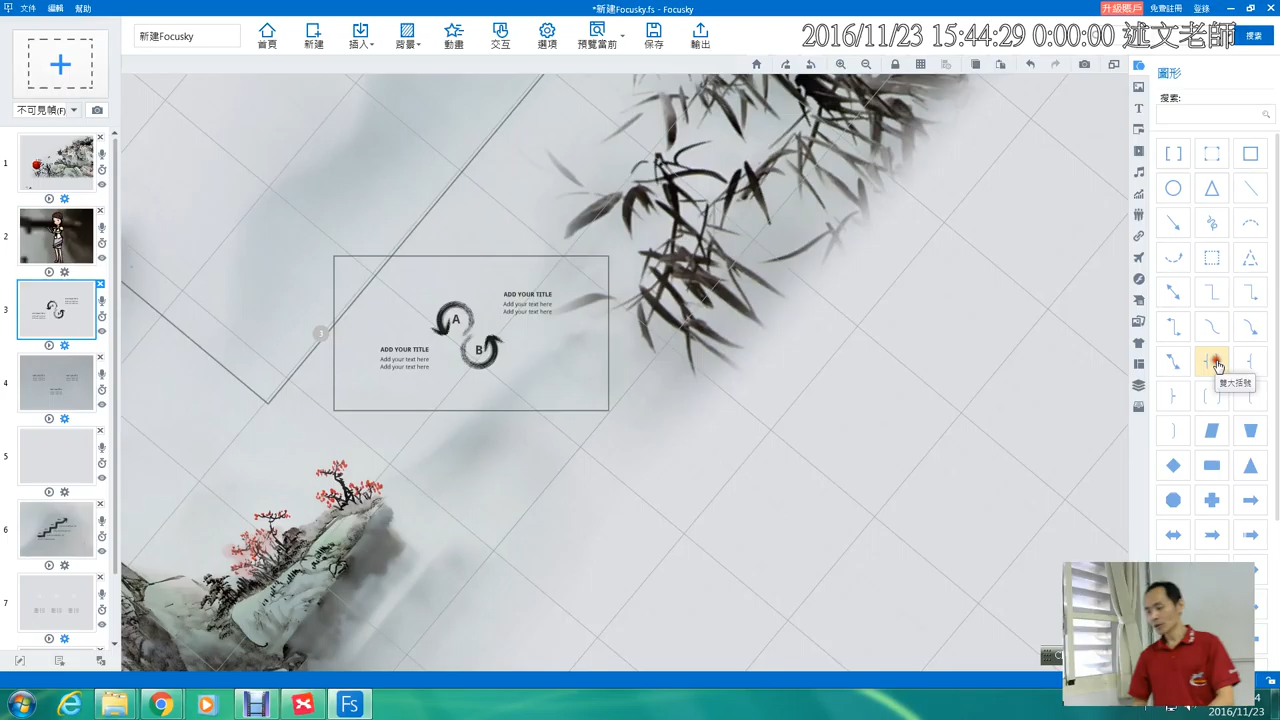 文件 編輯 幫助
*新建Focusky.fs - Focusky
升級賬戶 免費註冊 登錄
新建Focusky
首頁 新建 插入 背景 動畫 交互 選項 預覽當前 保存 輸出
2016/11/23 15:44:29 0:00:00 述文老師
搜索
不可見幀(F)
圖形
搜索:
1
2
3
4
5
6
7
3
ADD YOUR TITLE
Add your text here
Add your text here
A
B
ADD YOUR TITLE
Add your text here
Add your text here
雙大括號
Fs
2016/11/23